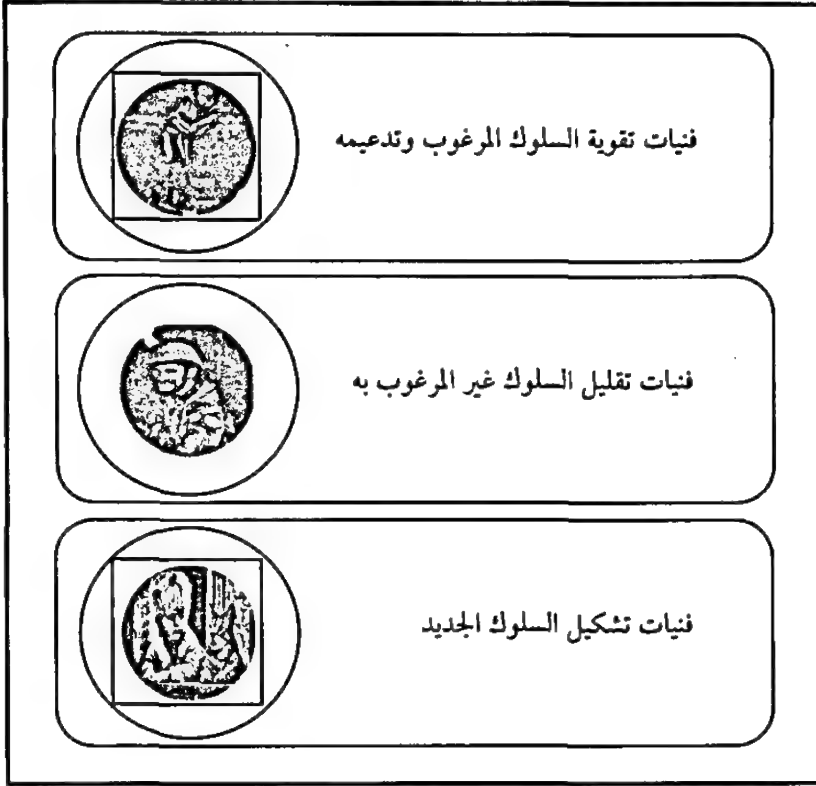 فنيات تقوية السلوك المرغوب وتدعيمه
فنيات تقليل السلوك غير المرغوب به
فنيات تشكيل السلوك الجديد